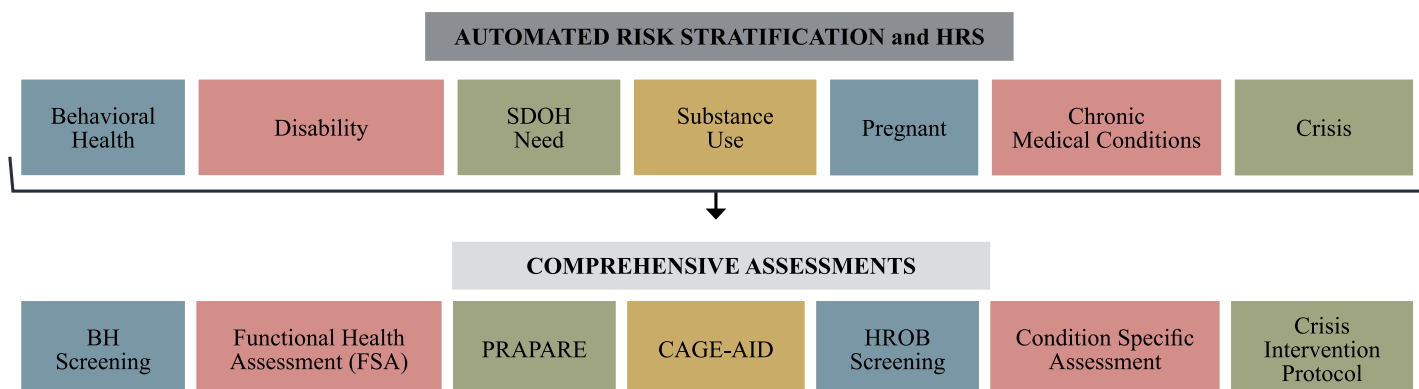 AUTOMATED RISK STRATIFICATION and HRS
Behavioral
Health
Disability
SDOH
Need
Substance
Use
Pregnant
Chronic
Medical Conditions
Crisis
COMPREHENSIVE ASSESSMENTS
BH
Screening
Functional Health
Assessment (FSA)
PRAPARE
CAGE-AID
HROB
Screening
Condition Specific
Assessment
Crisis
Intervention
Protocol